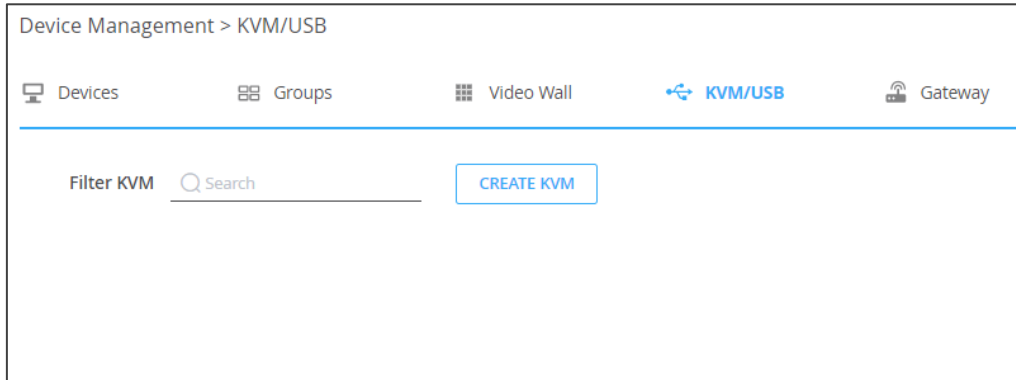 Device Management > KVM/USB
Devices Groups Video Wall KVM/USB Gateway
Filter KVM Search CREATE KVM